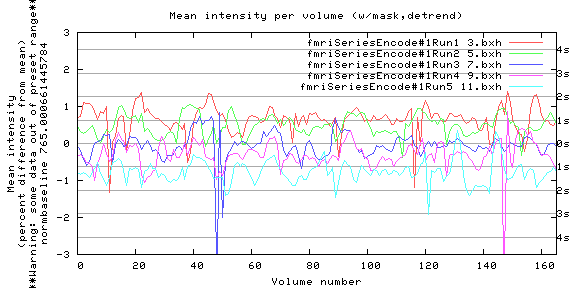 Mean intensity per volume (w/mask,detrend)
fmriSeriesEncode#1Run1 3.bxh
fmriSeriesEncode#1Run2 5.bxh
fmriSeriesEncode#1Run3 7.bxh
fmriSeriesEncode#1Run4 9.bxh
fmriSeriesEncode#1Run5 11.bxh
Mean intensity
(percent difference from mean)
**Warning: some data out of preset range**
normbaseline 765.000661445784
3
2
1
0
-1
-2
-3
4s
3s
2s
1s
0s
1s
2s
3s
4s
0 20 40 60 80 100 120 140 160
Volume number